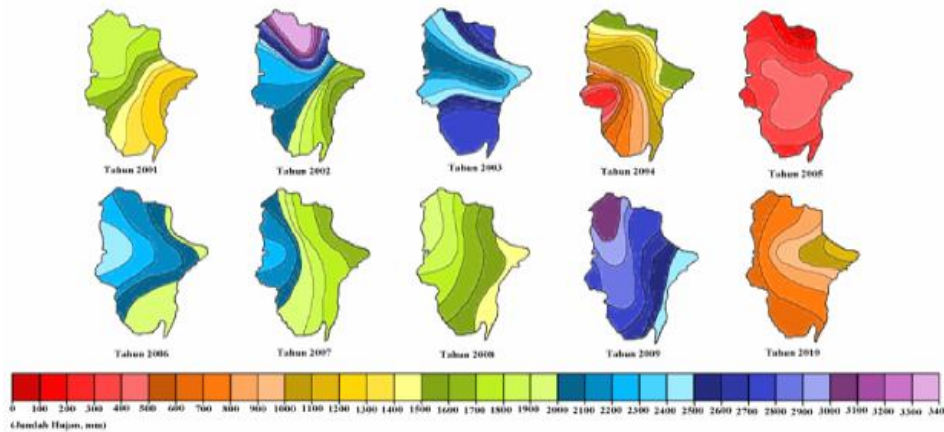 Tahun 2001 Tahun 2002 Tahun 2003 Tahun 2004 Tahun 2005
Tahun 2006 Tahun 2007 Tahun 2008 Tahun 2009 Tahun 2010
0 100 200 300 400 500 600 700 800 900 1000 1100 1200 1300 1400 1500 1600 1700 1800 1900 2000 2100 2200 2300 2400 2500 2600 2700 2800 2900 3000 3100 3200 3300 340
(Jumlah Hujan, mm)